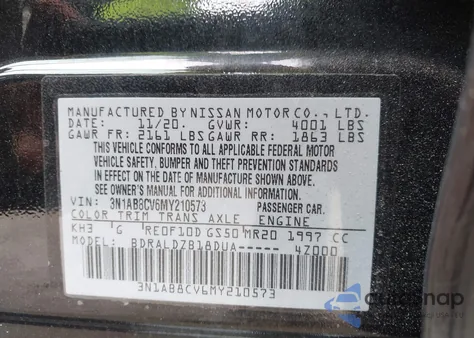 MANUFACTURED BY NISSAN MOTOR CO., LTD.
DATE: 11/20. GVWR: 4001 LBS
GAWR FR: 2161 LBS GAWR RR: 1863 LBS
THIS VEHICLE CONFORMS TO ALL APPLICABLE FEDERAL MOTOR
VEHICLE SAFETY, BUMPER AND THEFT PREVENTION STANDARDS
IN EFFECT ON THE DATE OF MANUFACTURE SHOWN ABOVE.
SEE OWNER'S MANUAL FOR ADDITIONAL INFORMATION.
VIN: 3N1AB8CV6MY210573 PASSENGER CAR.
COLOR TRIM TRANS AXLE ENGINE
KH3 'G 'RE0F10D GS50 MR20 1997 CC
MODEL: BDRALDZB18DUA----- 4Z000
3N1AB8CV6MY210573
autosnap